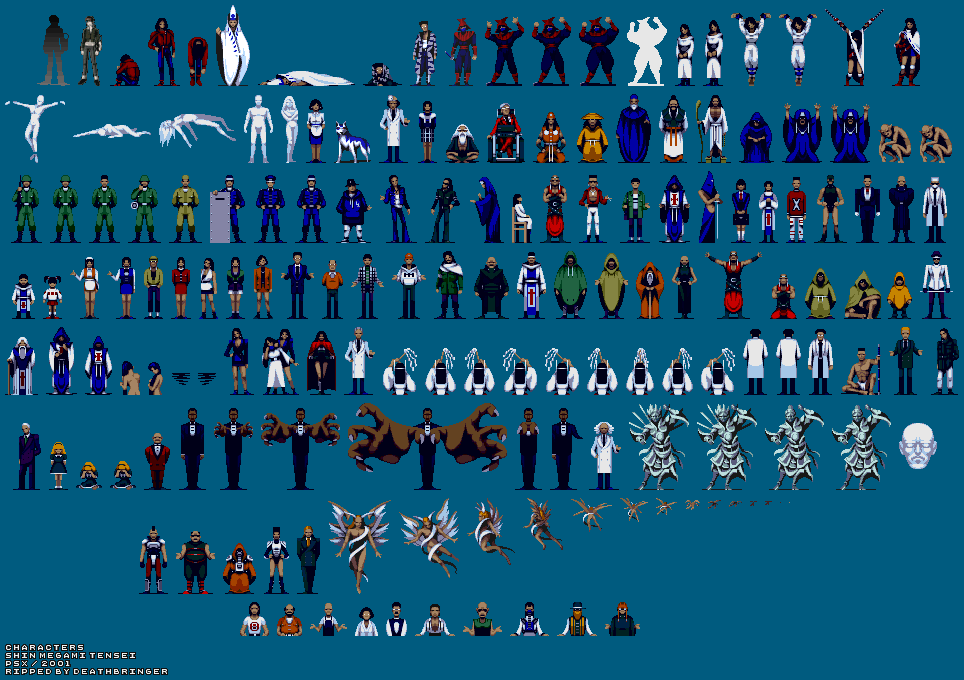 CHARACTERS
SHIN MEGAMI TENSEI
PSX / 2001
RIPPED BY DEATHBRINGER